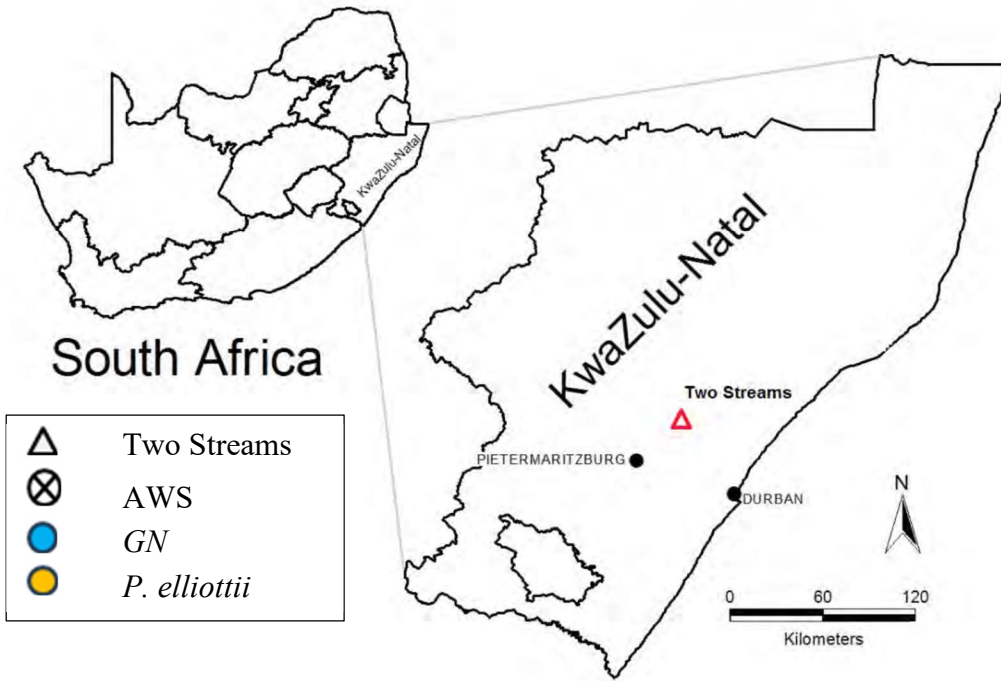 KwaZulu-Natal
South Africa
Two Streams
AWS
GN
P. elliottii
KwaZulu-Natal
Two Streams
PIETERMARITZBURG
DURBAN
N
0 60 120
Kilometers